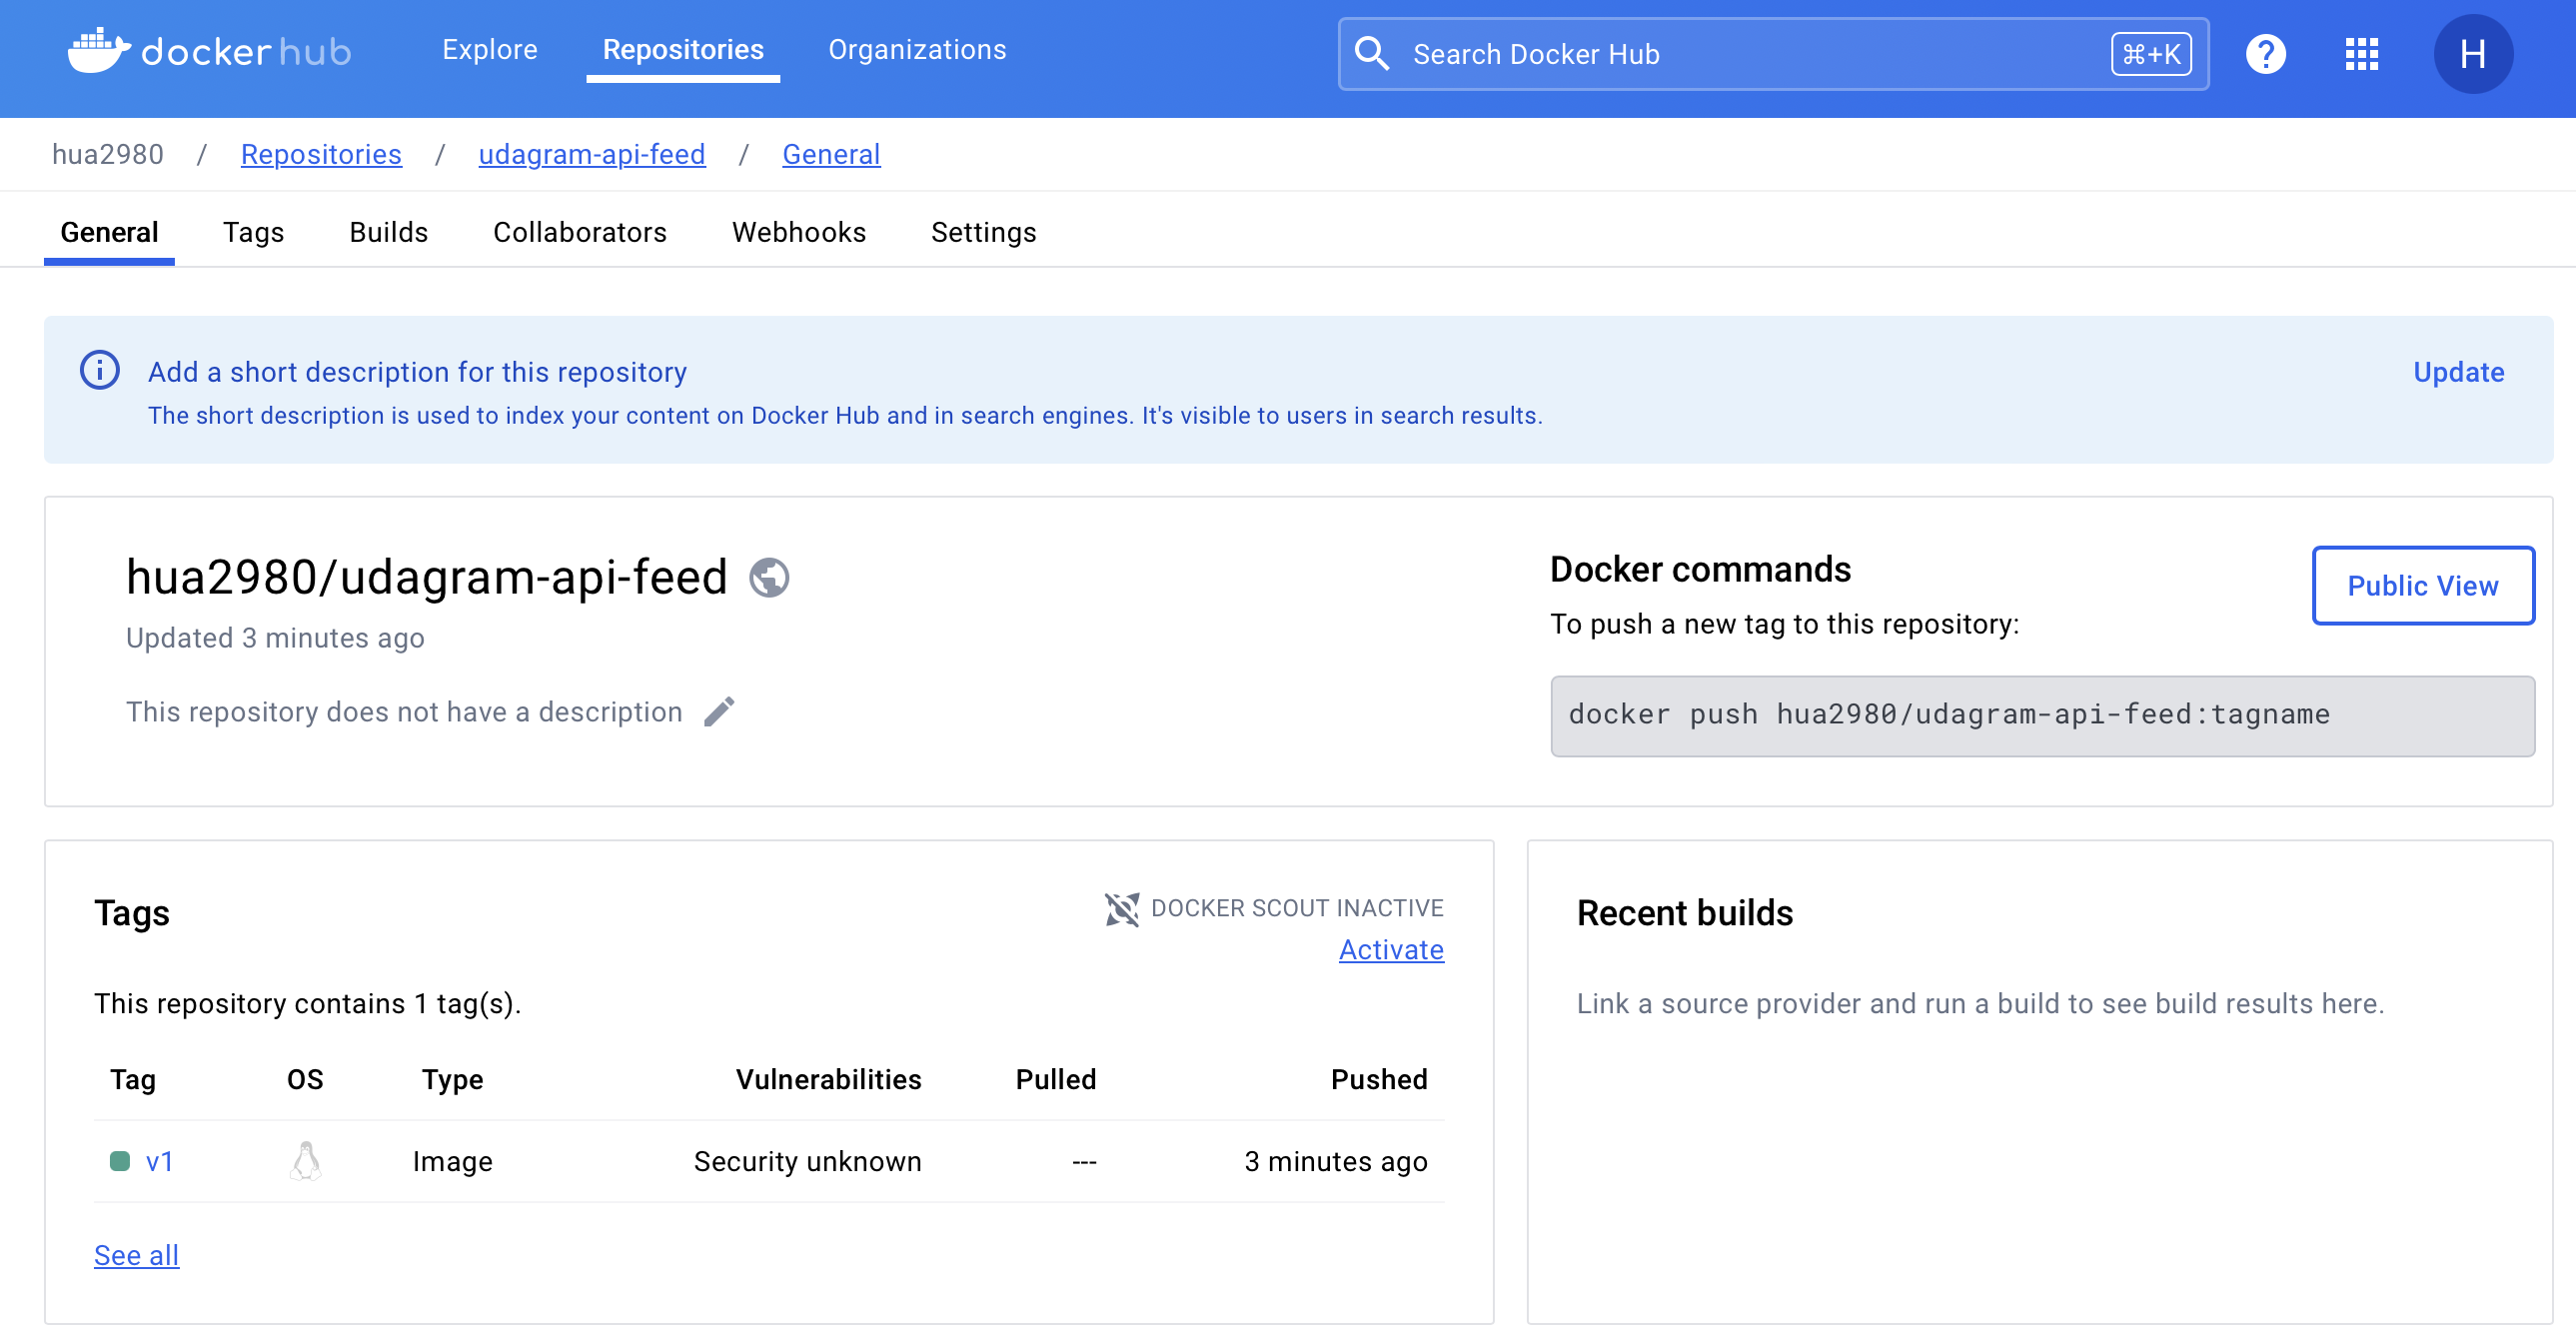 dockerhub
Explore
Repositories
Organizations
Search Docker Hub
⌘+K
?
H
hua2980 / Repositories / udagram-api-feed / General
General
Tags
Builds
Collaborators
Webhooks
Settings
Add a short description for this repository
Update
The short description is used to index your content on Docker Hub and in search engines. It's visible to users in search results.
hua2980/udagram-api-feed
Updated 3 minutes ago
This repository does not have a description
Docker commands
Public View
To push a new tag to this repository:
docker push hua2980/udagram-api-feed:tagname
Tags
DOCKER SCOUT INACTIVE
Activate
This repository contains 1 tag(s).
Tag OS Type Vulnerabilities Pulled Pushed
v1 Image Security unknown --- 3 minutes ago
See all
Recent builds
Link a source provider and run a build to see build results here.